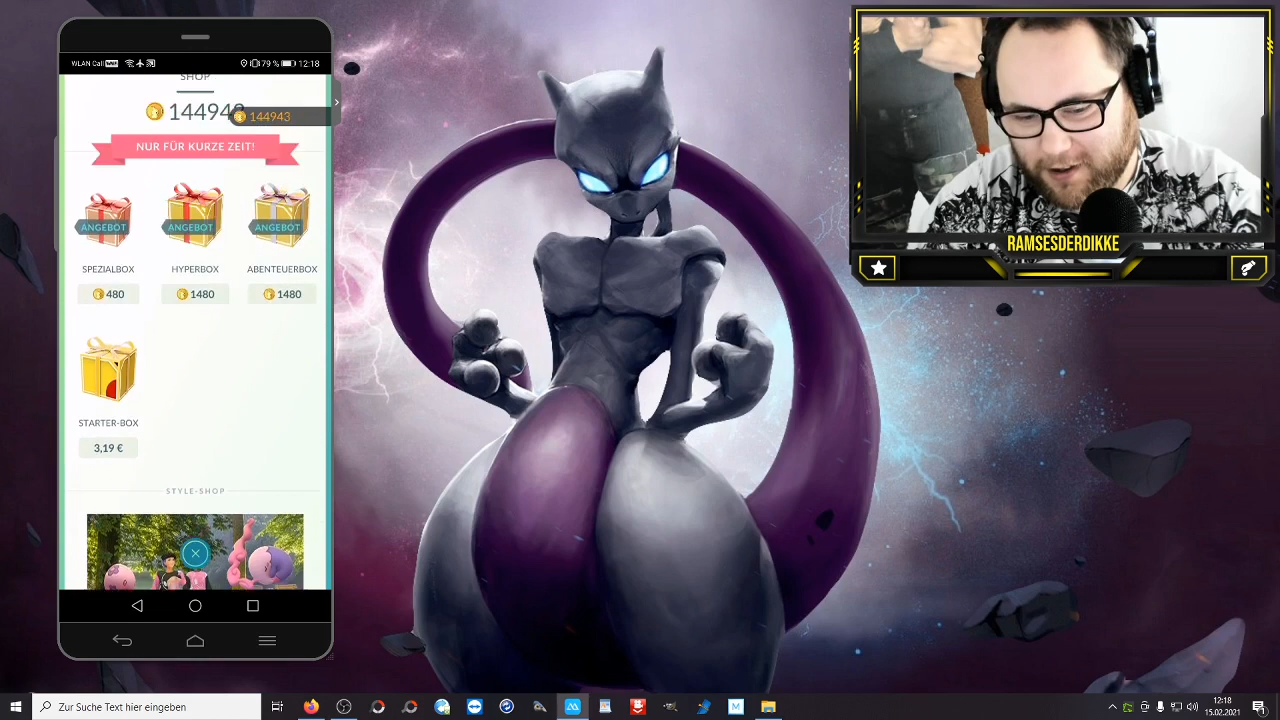 WLAN Call
79 %
12:18
SHOP
144943
144943
NUR FÜR KURZE ZEIT!
ANGEBOT
ANGEBOT
ANGEBOT
SPEZIALBOX
HYPERBOX
ABENTEUERBOX
480
1480
1480
STARTER-BOX
3,19 €
STYLE-SHOP
RAMSESDERDIKKE
Zur Suche Text hier eingeben
12:18
15.02.2021